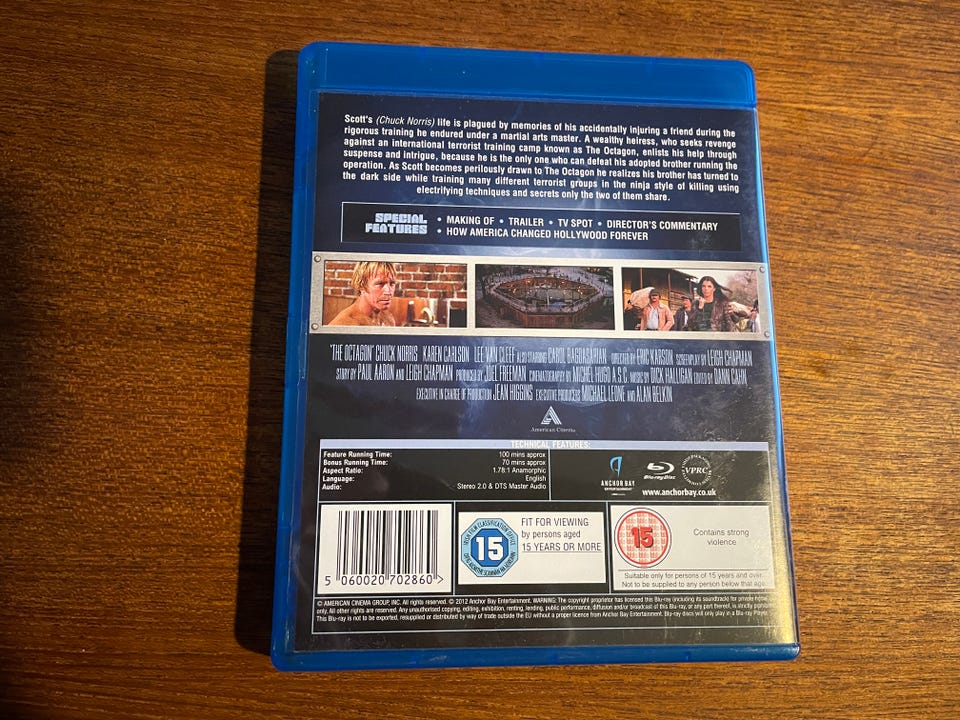 Scott's (Chuck Norris) life is plagued by memories of his accidentally injuring a friend during the
rigorous training he endured under a martial arts master. A wealthy heiress, who seeks revenge
against an international terrorist training camp known as The Octagon, enlists his help through
suspense and intrigue, because he is the only one who can defeat his adopted brother running the
operation. As Scott becomes perilously drawn to The Octagon he realizes his brother has turned to
the dark side while training many different terrorist groups in the ninja style of killing using
electrifying techniques and secrets only the two of them share.
SPECIAL FEATURES
• MAKING OF • TRAILER • TV SPOT • DIRECTOR'S COMMENTARY
• HOW AMERICA CHANGED HOLLYWOOD FOREVER
"THE OCTAGON" CHUCK NORRIS KAREN CARLSON LEE VAN CLEEF ALSO STARRING CAROL BAGDASARIAN DIRECTED BY ERIC KARSON SCREENPLAY BY LEIGH CHAPMAN
STORY BY PAUL AARON AND LEIGH CHAPMAN PRODUCED BY JOEL FREEMAN CINEMATOGRAPHY BY MICHEL HUGO A.S.C. MUSIC BY DICK HALLIGAN EDITED BY DANN CAHN
EXECUTIVE IN CHARGE OF PRODUCTION JEAN HIGGINS EXECUTIVE PRODUCERS MICHAEL LEONE AND ALAN BELKIN
American Cinema
TECHNICAL FEATURES:
Feature Running Time: 100 mins approx
Bonus Running Time: 70 mins approx
Aspect Ratio: 1.78:1 Anamorphic
Language: English
Audio: Stereo 2.0 & DTS Master Audio
ANCHOR BAY
ENTERTAINMENT
Blu-ray Disc
VPRC
www.anchorbay.co.uk
5 060020 702860 >
IRISH FILM CLASSIFICATION OFFICE
15
FIT FOR VIEWING
by persons aged
15 YEARS OR MORE
15
Contains strong
violence
Suitable only for persons of 15 years and over.
Not to be supplied to any person below that age.
© AMERICAN CINEMA GROUP, INC. All rights reserved. © 2012 Anchor Bay Entertainment. WARNING: The copyright proprietor has licensed this Blu-ray (including its soundtrack) for private home
only. All other rights are reserved. Any unauthorised copying, editing, exhibition, renting, lending, public performance, diffusion and/or broadcast of this Blu-ray, or any part thereof, is strictly
This Blu-ray is not to be exported, resupplied or distributed by way of trade outside the EU without a proper licence from Anchor Bay Entertainment. Blu-ray discs will only play in a Blu-ray Player.